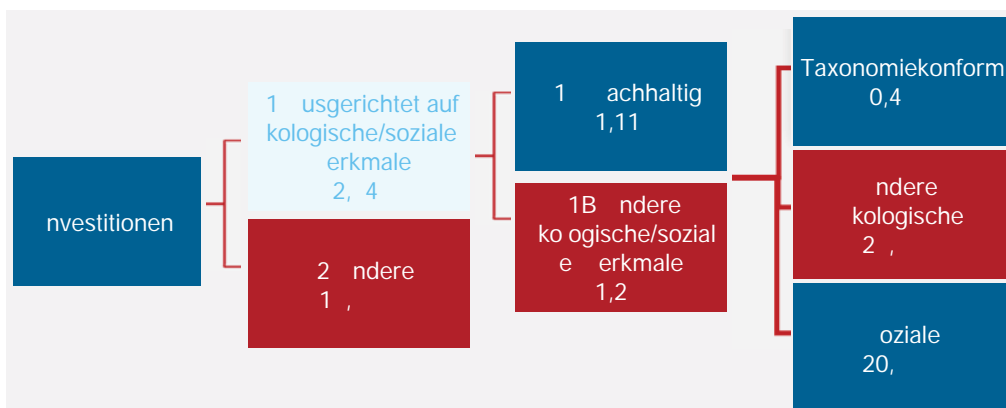 nvestitionen
1 usgerichtet auf
kologische/soziale
erkmale
2, 4
2 ndere
1 ,
1 achhaltig
1,11
1B ndere
ko ogische/sozial
e erkmale
1,2
Taxonomiekonform
0,4
ndere
kologische
2 ,
oziale
20,